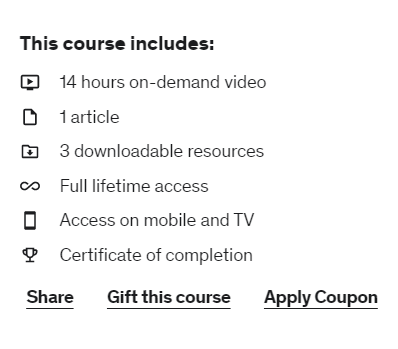 This course includes:
14 hours on-demand video
1 article
3 downloadable resources
Full lifetime access
Access on mobile and TV
Certificate of completion
Share Gift this course Apply Coupon